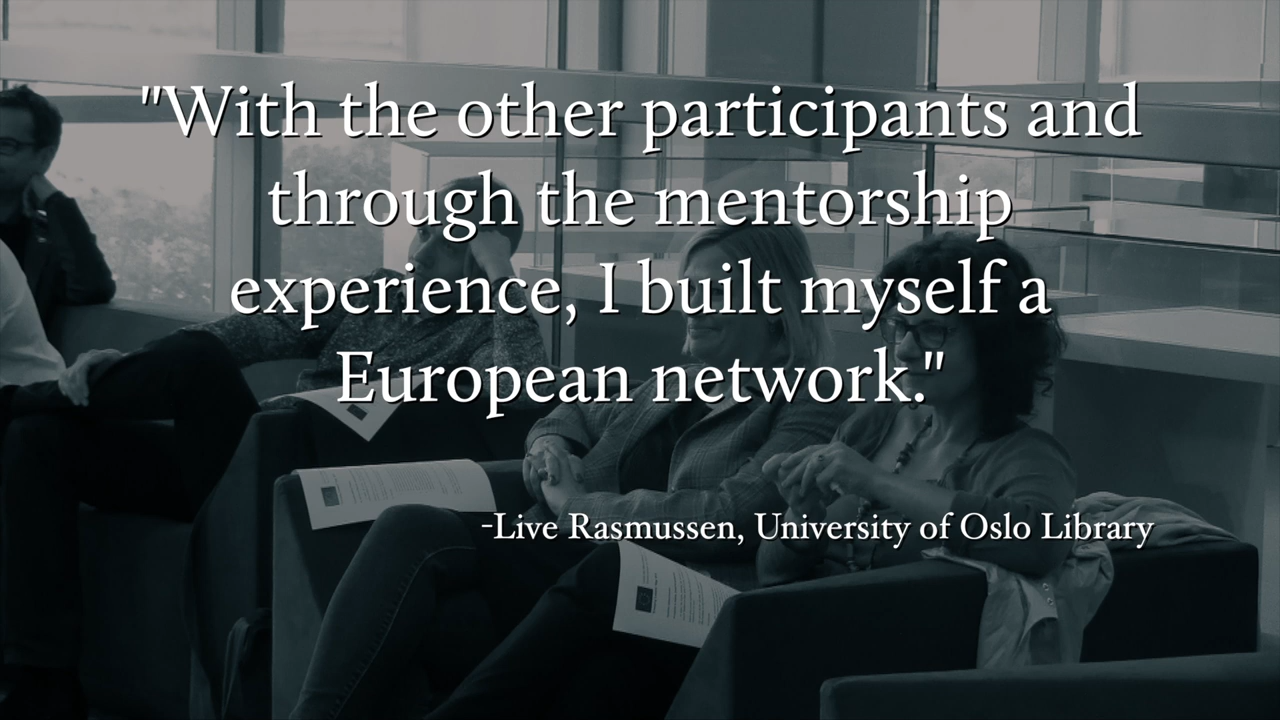 "With the other participants and
through the mentorship
experience, I built myself a
European network."
-Live Rasmussen, University of Oslo Library